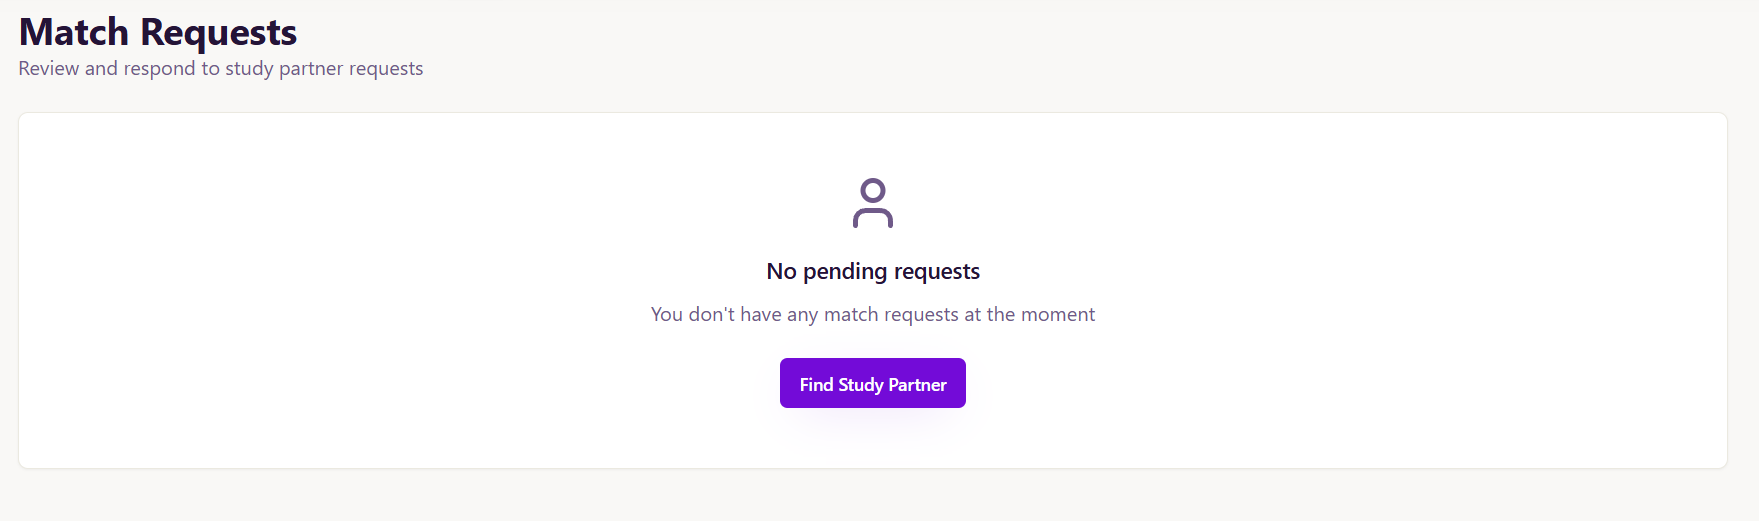 Match Requests
Review and respond to study partner requests
No pending requests
You don't have any match requests at the moment
Find Study Partner